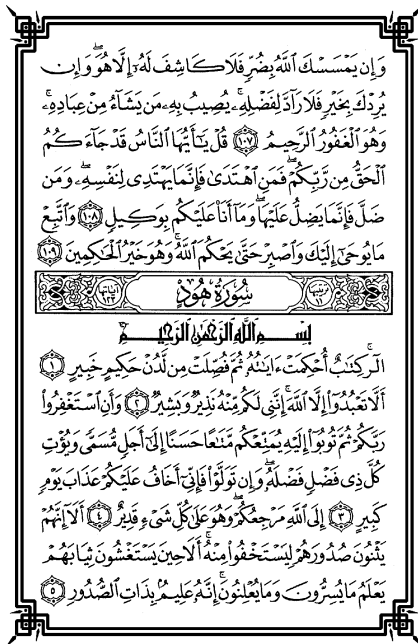 وَإِن يَمْسَسْكَ ٱللَّهُ بِضُرٍّ فَلَا كَاشِفَ لَهُۥٓ إِلَّا هُوَ ۖ وَإِن
يُرِدْكَ بِخَيْرٍ فَلَا رَآدَّ لِفَضْلِهِۦ ۚ يُصِيبُ بِهِۦ مَن يَشَآءُ مِنْ عِبَادِهِۦ ۚ
وَهُوَ ٱلْغَفُورُ ٱلرَّحِيمُ ١٠٧ قُلْ يَٰٓأَيُّهَا ٱلنَّاسُ قَدْ جَآءَكُمُ
ٱلْحَقُّ مِن رَّبِّكُمْ ۖ فَمَنِ ٱهْتَدَىٰ فَإِنَّمَا يَهْتَدِى لِنَفْسِهِۦ ۖ وَمَن
ضَلَّ فَإِنَّمَا يَضِلُّ عَلَيْهَا ۖ وَمَآ أَنَا۠ عَلَيْكُم بِوَكِيلٍ ١٠٨ وَٱتَّبِعْ
مَا يُوحَىٰٓ إِلَيْكَ وَٱصْبِرْ حَتَّىٰ يَحْكُمَ ٱللَّهُ ۚ وَهُوَ خَيْرُ ٱلْحَٰكِمِينَ ١٠٩
سُورَةُ هُودٍ
بِسْمِ ٱللَّهِ ٱلرَّحْمَٰنِ ٱلرَّحِيمِ
الٓر ۚ كِتَٰبٌ أُحْكِمَتْ ءَايَٰتُهُۥ ثُمَّ فُصِّلَتْ مِن لَّدُنْ حَكِيمٍ خَبِيرٍ ١
أَلَّا تَعْبُدُوٓا۟ إِلَّا ٱللَّهَ ۚ إِنَّنِى لَكُم مِّنْهُ نَذِيرٌ وَبَشِيرٌ ٢ وَأَنِ ٱسْتَغْفِرُوا۟
رَبَّكُمْ ثُمَّ تُوبُوٓا۟ إِلَيْهِ يُمَتِّعْكُم مَّتَٰعًا حَسَنًا إِلَىٰٓ أَجَلٍ مُّسَمًّى وَيُؤْتِ
كُلَّ ذِى فَضْلٍ فَضْلَهُۥ ۖ وَإِن تَوَلَّوْا۟ فَإِنِّىٓ أَخَافُ عَلَيْكُمْ عَذَابَ يَوْمٍ
كَبِيرٍ ٣ إِلَى ٱللَّهِ مَرْجِعُكُمْ ۖ وَهُوَ عَلَىٰ كُلِّ شَىْءٍ قَدِيرٌ ٤ أَلَآ إِنَّهُمْ
يَثْنُونَ صُدُورَهُمْ لِيَسْتَخْفُوا۟ مِنْهُ ۚ أَلَا حِينَ يَسْتَغْشُونَ ثِيَابَهُمْ
يَعْلَمُ مَا يُسِرُّونَ وَمَا يُعْلِنُونَ ۚ إِنَّهُۥ عَلِيمٌۢ بِذَاتِ ٱلصُّدُورِ ٥